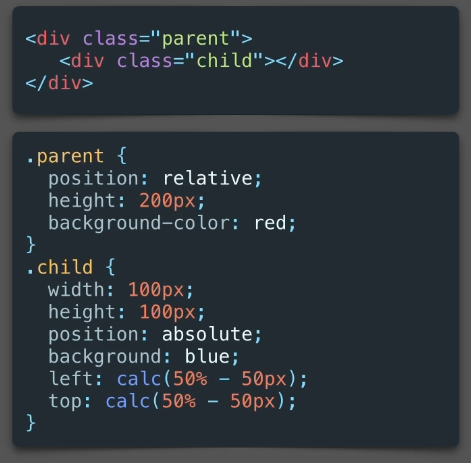 <div class="parent">
   <div class="child"></div>
</div>
.parent {
  position: relative;
  height: 200px;
  background-color: red;
}
.child {
  width: 100px;
  height: 100px;
  position: absolute;
  background: blue;
  left: calc(50% - 50px);
  top: calc(50% - 50px);
}